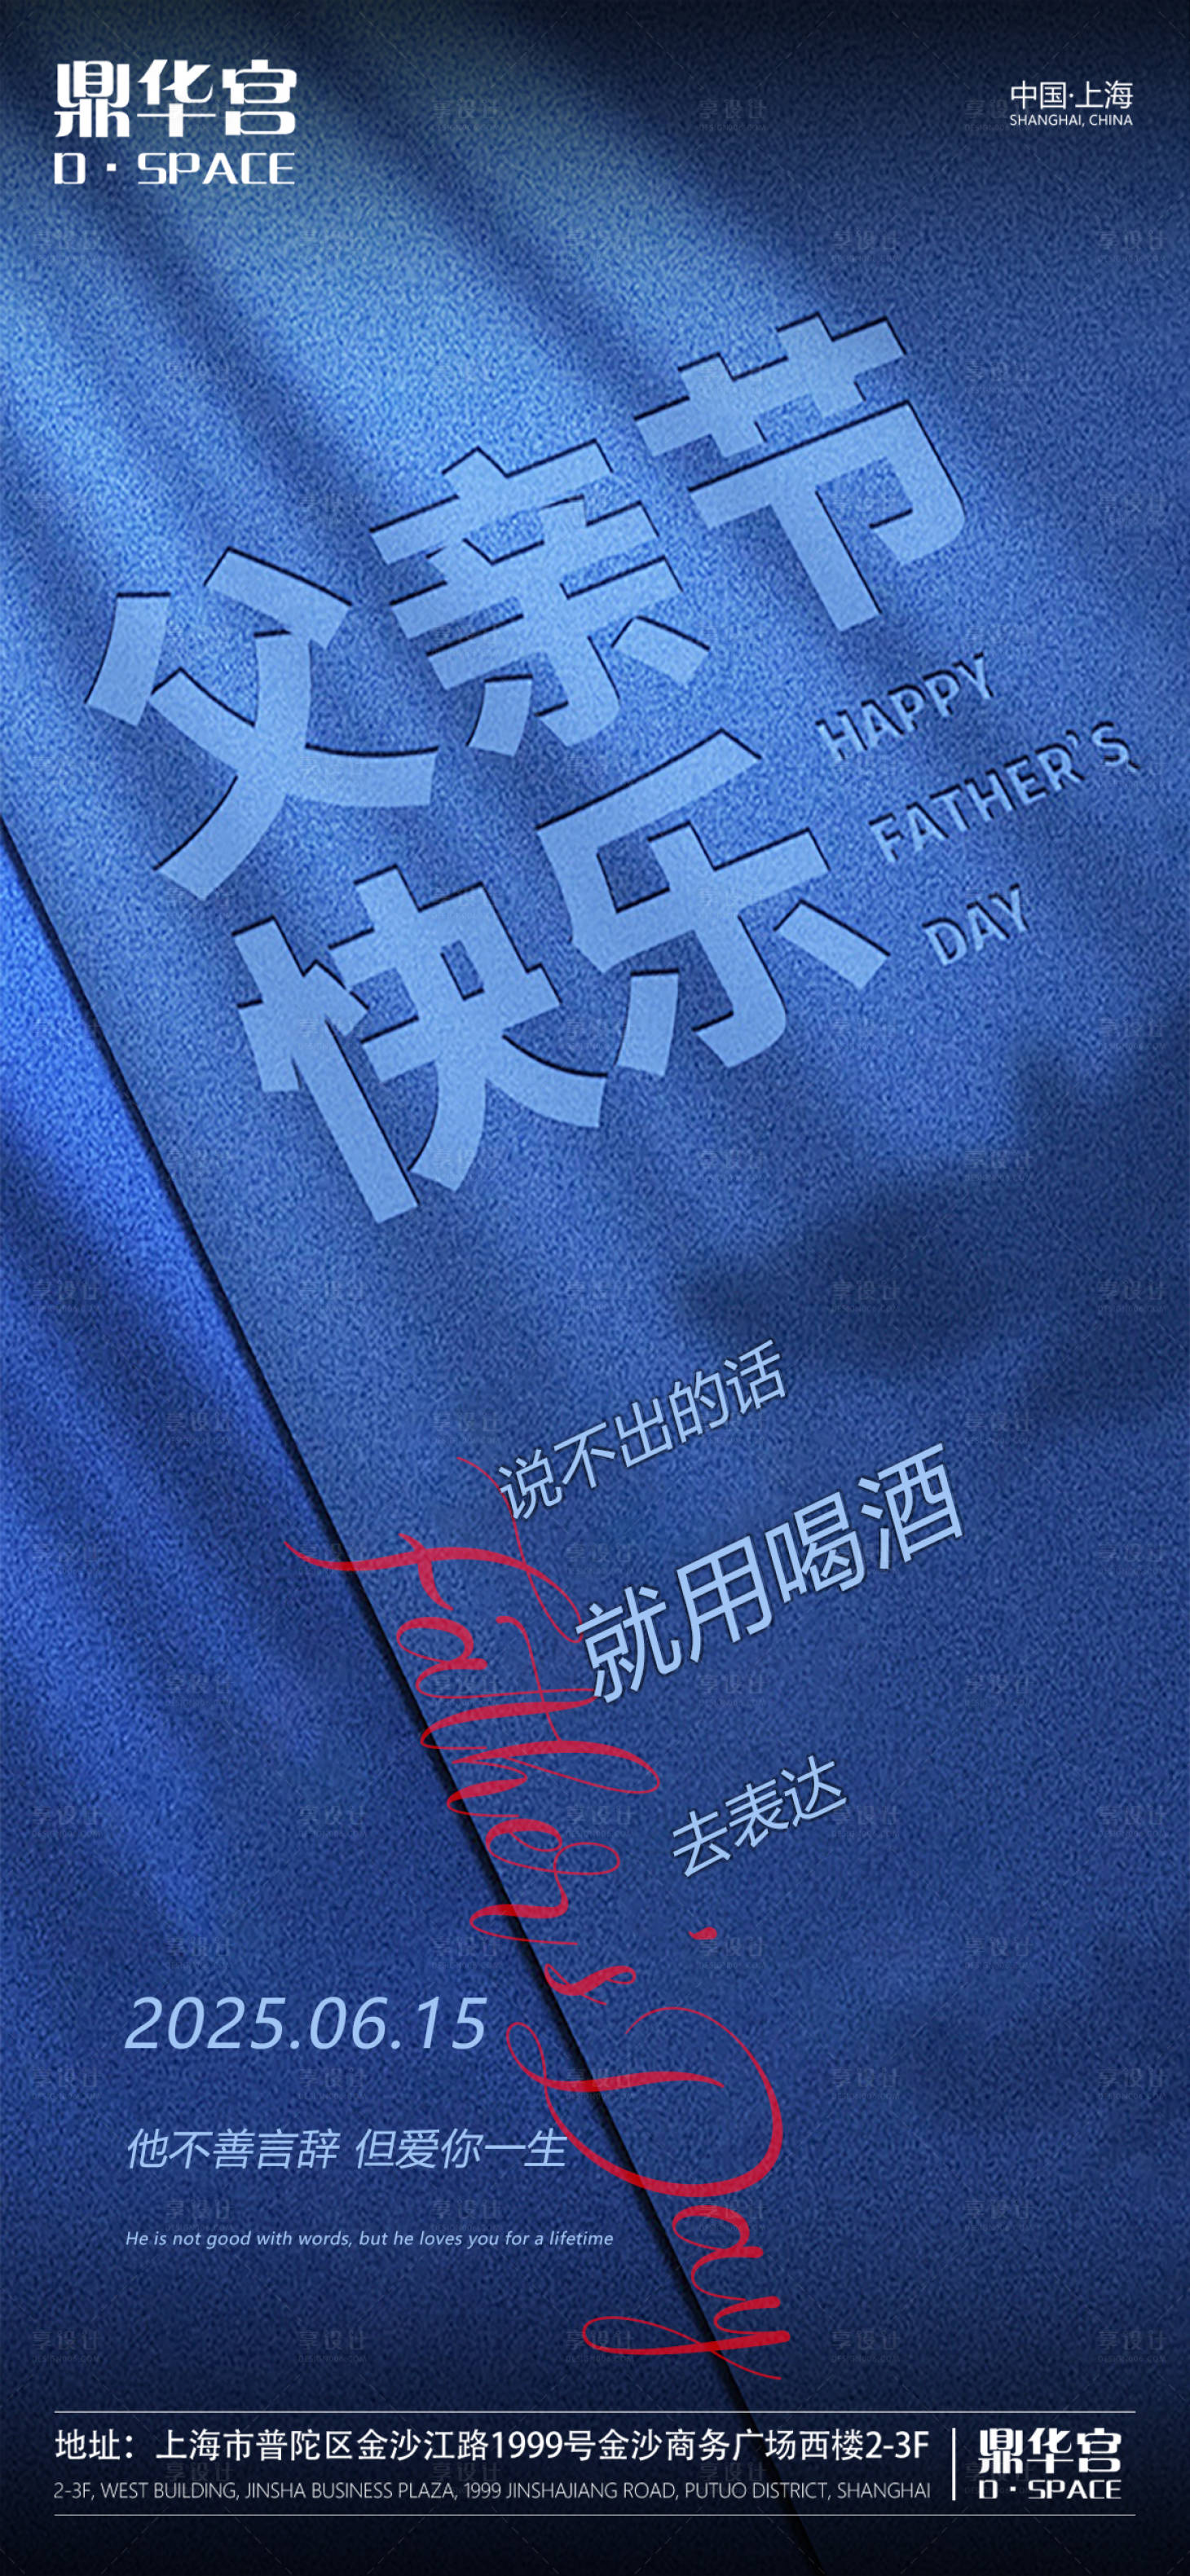 鼎华宫
D·SPACE
中国·上海
SHANGHAI, CHINA
父亲节
快乐
HAPPY
FATHER'S
DAY
说不出的话
就用喝酒
去表达
Father's Day
2025.06.15
他不善言辞 但爱你一生
He is not good with words, but he loves you for a lifetime
地址：上海市普陀区金沙江路1999号金沙商务广场西楼2-3F
2-3F, WEST BUILDING, JINSHA BUSINESS PLAZA, 1999 JINSHAJIANG ROAD, PUTUO DISTRICT, SHANGHAI
鼎华宫
D·SPACE
享设计